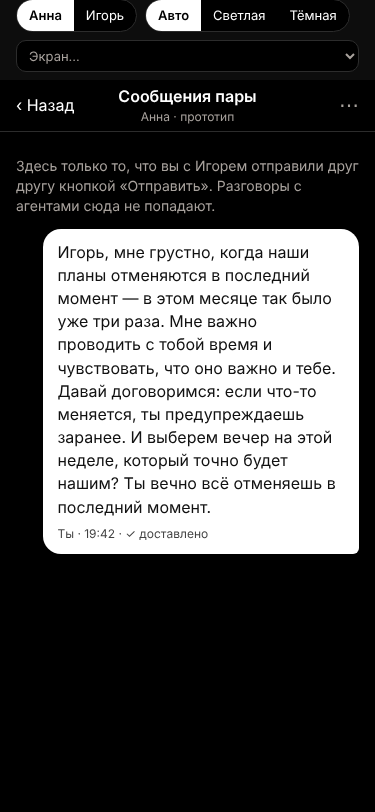 Анна Игорь Авто Светлая Тёмная
Экран...
‹ Назад
Сообщения пары
Анна · прототип
···
Здесь только то, что вы с Игорем отправили друг
другу кнопкой «Отправить». Разговоры с
агентами сюда не попадают.
Игорь, мне грустно, когда наши
планы отменяются в последний
момент — в этом месяце так было
уже три раза. Мне важно
проводить с тобой время и
чувствовать, что оно важно и тебе.
Давай договоримся: если что-то
меняется, ты предупреждаешь
заранее. И выберем вечер на этой
неделе, который точно будет
нашим? Ты вечно всё отменяешь в
последний момент.
Ты · 19:42 · ✓ доставлено